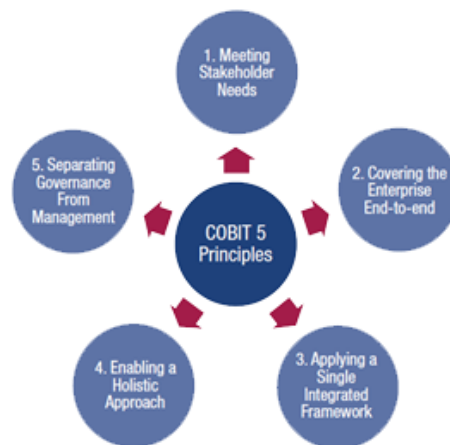 1. Meeting
Stakeholder
Needs
5. Separating
Governance
From
Management
2. Covering the
Enterprise
End-to-end
COBIT 5
Principles
4. Enabling a
Holistic
Approach
3. Applying a
Single
Integrated
Framework